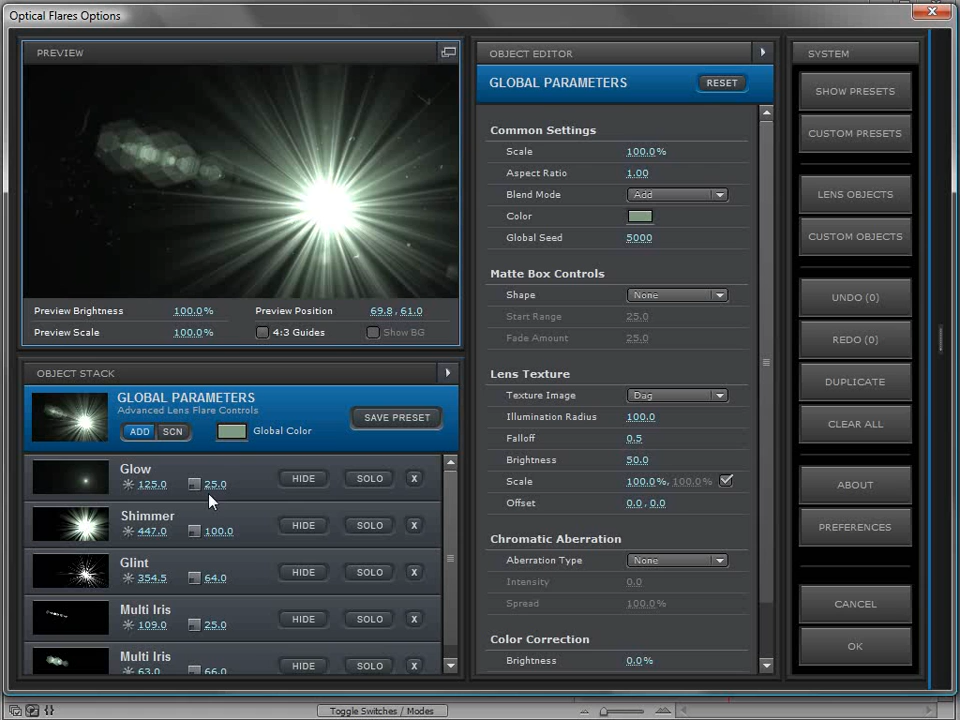 Optical Flares Options
PREVIEW
Preview Brightness 100.0% Preview Position 69.8, 61.0
Preview Scale 100.0% 4:3 Guides Show BG
OBJECT STACK
GLOBAL PARAMETERS
Advanced Lens Flare Controls
ADD SCN Global Color SAVE PRESET
Glow
125.0 25.0 HIDE SOLO X
Shimmer
447.0 100.0 HIDE SOLO X
Glint
354.5 64.0 HIDE SOLO X
Multi Iris
109.0 25.0 HIDE SOLO X
Multi Iris
63.0 66.0 HIDE SOLO X
OBJECT EDITOR
GLOBAL PARAMETERS RESET
Common Settings
Scale 100.0%
Aspect Ratio 1.00
Blend Mode Add
Color
Global Seed 5000
Matte Box Controls
Shape None
Start Range 25.0
Fade Amount 25.0
Lens Texture
Texture Image Dag
Illumination Radius 100.0
Falloff 0.5
Brightness 50.0
Scale 100.0%, 100.0%
Offset 0.0, 0.0
Chromatic Aberration
Aberration Type None
Intensity 0.0
Spread 100.0%
Color Correction
Brightness 0.0%
SYSTEM
SHOW PRESETS
CUSTOM PRESETS
LENS OBJECTS
CUSTOM OBJECTS
UNDO (0)
REDO (0)
DUPLICATE
CLEAR ALL
ABOUT
PREFERENCES
CANCEL
OK
Toggle Switches / Modes